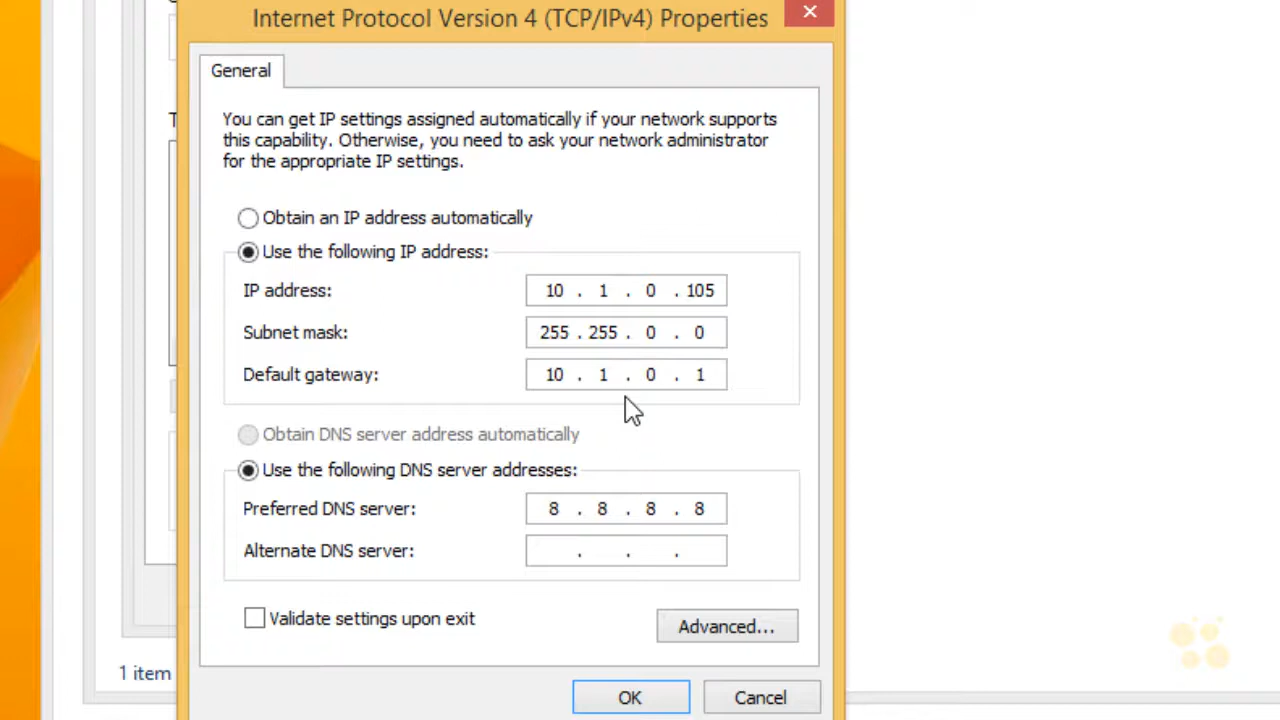 Internet Protocol Version 4 (TCP/IPv4) Properties
General
You can get IP settings assigned automatically if your network supports
this capability. Otherwise, you need to ask your network administrator
for the appropriate IP settings.
Obtain an IP address automatically
Use the following IP address:
IP address: 10 . 1 . 0 . 105
Subnet mask: 255 . 255 . 0 . 0
Default gateway: 10 . 1 . 0 . 1
Obtain DNS server address automatically
Use the following DNS server addresses:
Preferred DNS server: 8 . 8 . 8 . 8
Alternate DNS server: . . .
Validate settings upon exit
Advanced...
1 item
OK Cancel